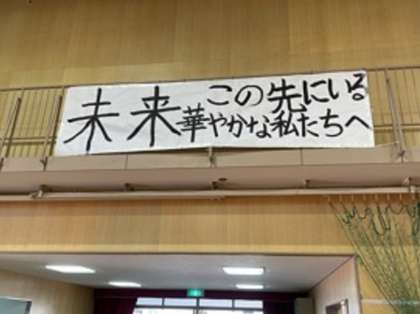 未来
この先にいる
華やかな私たちへ